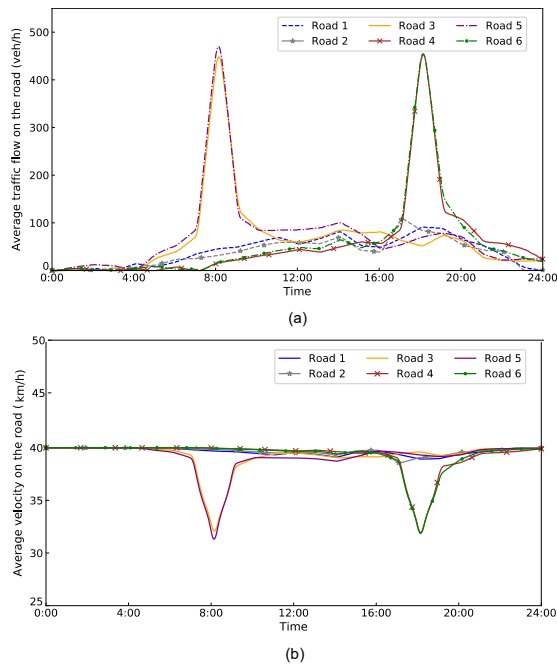 Average traffic flow on the road (veh/h)
500
400
300
200
100
0
Road 1
Road 2
Road 3
Road 4
Road 5
Road 6
0:00 4:00 8:00 12:00 16:00 20:00 24:00
Time
(a)
Average velocity on the road (km/h)
50
45
40
35
30
25
Road 1
Road 2
Road 3
Road 4
Road 5
Road 6
0:00 4:00 8:00 12:00 16:00 20:00 24:00
Time
(b)